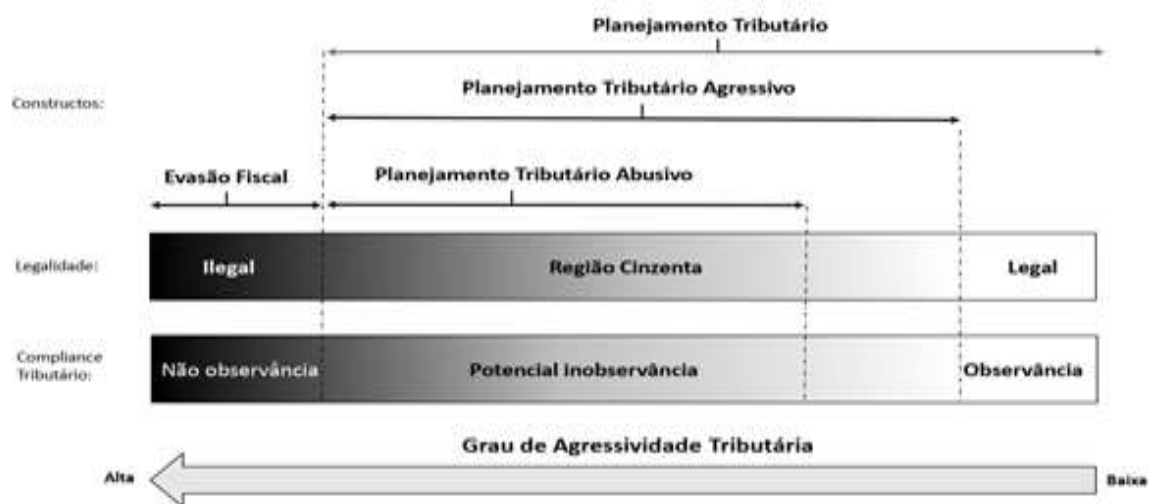 Planejamento Tributário
Planejamento Tributário Agressivo
Constructos:
Evasão Fiscal
Planejamento Tributário Abusivo
Legalidade:
Ilegal
Região Cinzenta
Legal
Compliance
Tributário:
Não observância
Potencial inobservância
Observância
Grau de Agressividade Tributária
Alta
Baixa